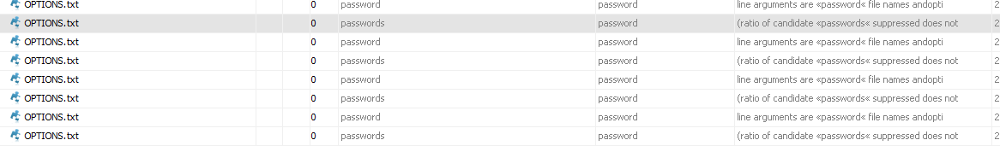 OPTIONS.txt 0 password password line arguments are «password« file names andopti 2
OPTIONS.txt 0 passwords password (ratio of candidate «passwords« suppressed does not 2
OPTIONS.txt 0 password password line arguments are «password« file names andopti 2
OPTIONS.txt 0 passwords password (ratio of candidate «passwords« suppressed does not 2
OPTIONS.txt 0 password password line arguments are «password« file names andopti 2
OPTIONS.txt 0 passwords password (ratio of candidate «passwords« suppressed does not 2
OPTIONS.txt 0 password password line arguments are «password« file names andopti 2
OPTIONS.txt 0 passwords password (ratio of candidate «passwords« suppressed does not 2